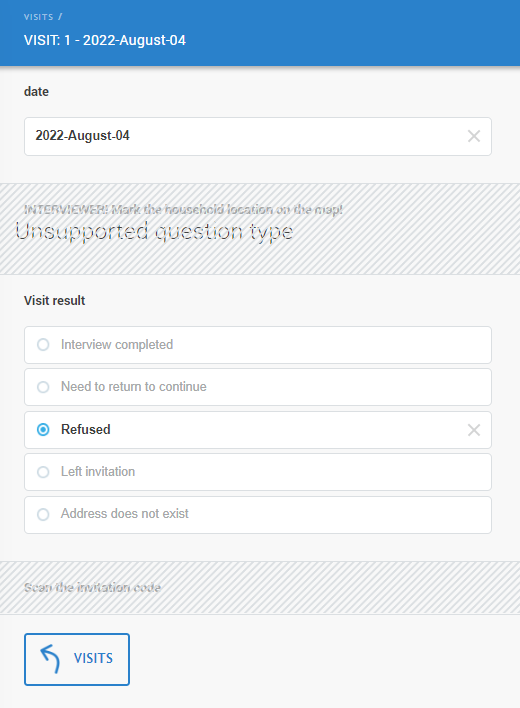 VISITS /
VISIT: 1 - 2022-August-04
date
2022-August-04
INTERVIEWER! Mark the household location on the map!
Unsupported question type
Visit result
Interview completed
Need to return to continue
Refused
Left invitation
Address does not exist
Scan the invitation code
VISITS